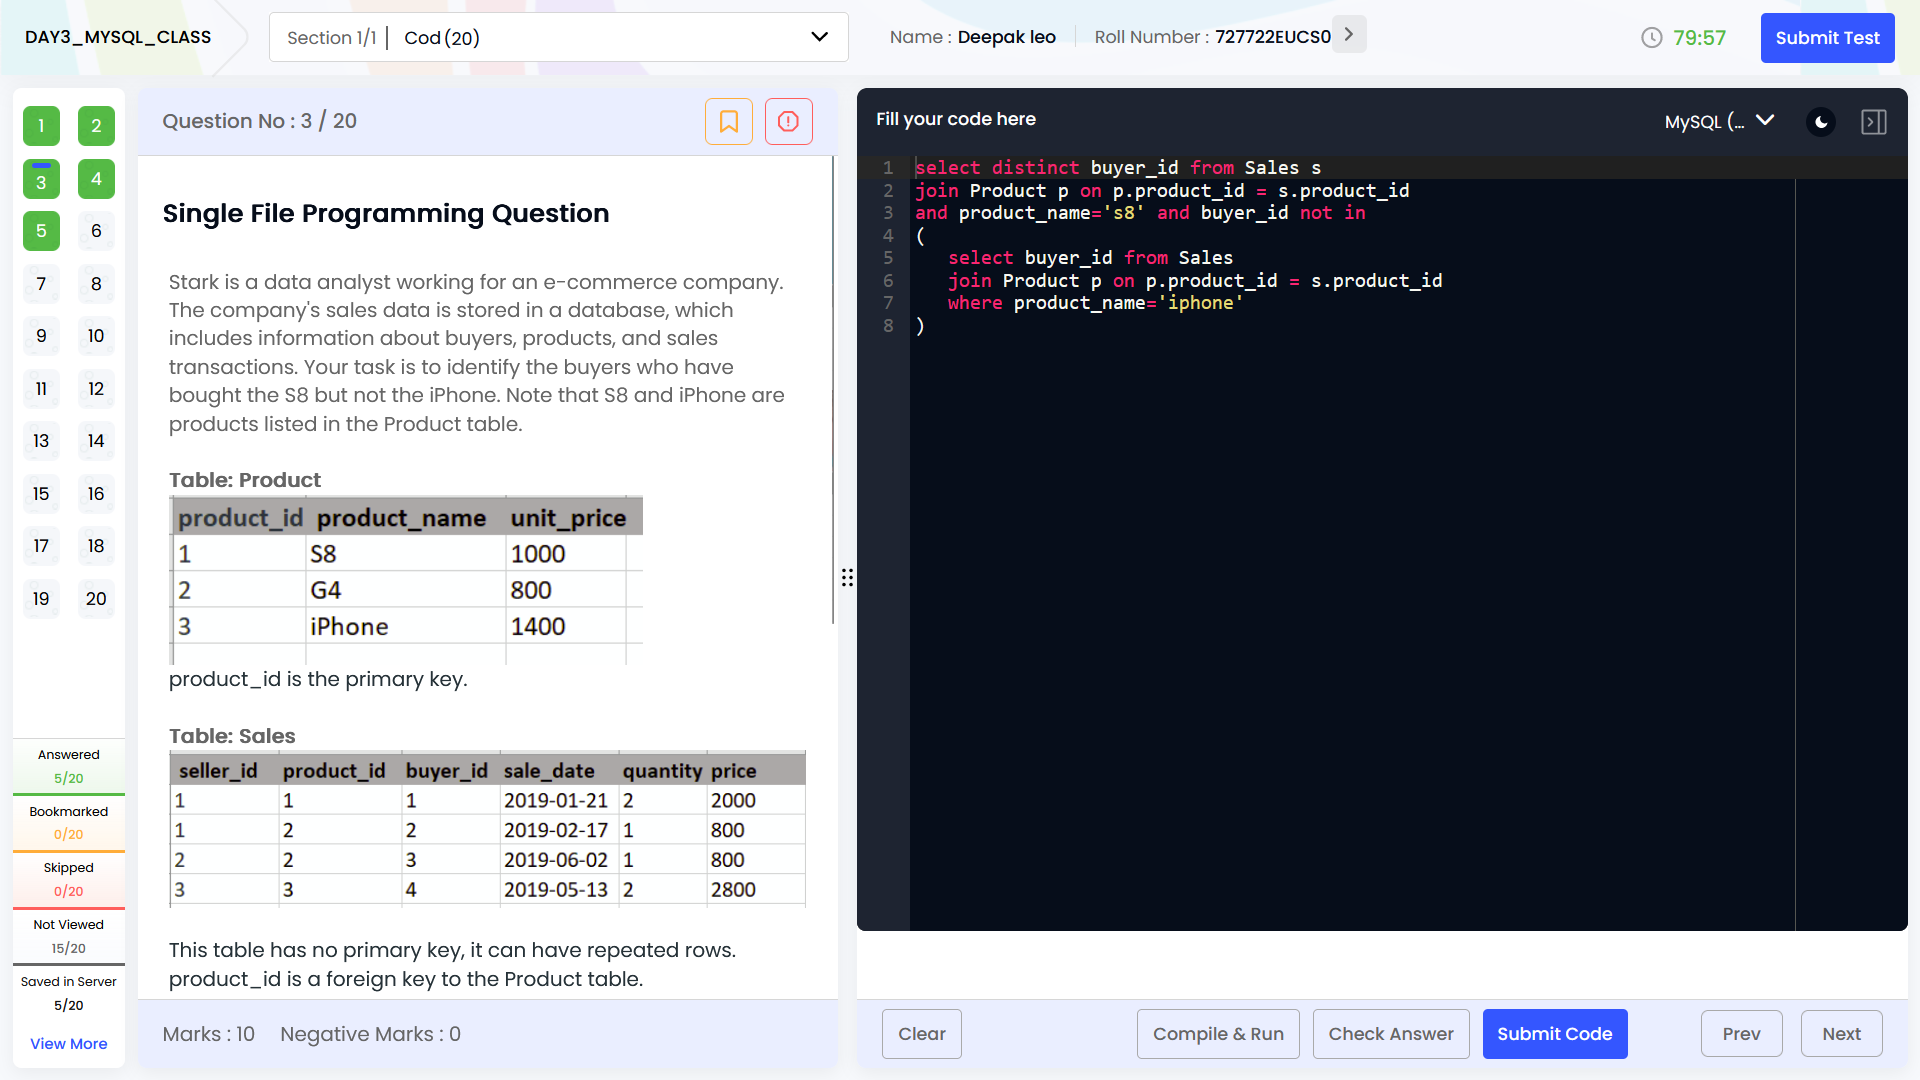 DAY3_MYSQL_CLASS
Section 1/1 | Cod (20)
Name : Deepak leo
Roll Number : 727722EUCS0
79:57
Submit Test
1 2
3 4
5 6
7 8
9 10
11 12
13 14
15 16
17 18
19 20
Answered
5/20
Bookmarked
0/20
Skipped
0/20
Not Viewed
15/20
Saved in Server
5/20
View More
Question No : 3 / 20
Single File Programming Question
Stark is a data analyst working for an e-commerce company.
The company's sales data is stored in a database, which
includes information about buyers, products, and sales
transactions. Your task is to identify the buyers who have
bought the S8 but not the iPhone. Note that S8 and iPhone are
products listed in the Product table.
Table: Product
product_id product_name unit_price
1 S8 1000
2 G4 800
3 iPhone 1400
product_id is the primary key.
Table: Sales
seller_id product_id buyer_id sale_date quantity price
1 1 1 2019-01-21 2 2000
1 2 2 2019-02-17 1 800
2 2 3 2019-06-02 1 800
3 3 4 2019-05-13 2 2800
This table has no primary key, it can have repeated rows.
product_id is a foreign key to the Product table.
Marks : 10 Negative Marks : 0
Fill your code here
MySQL (...
1 select distinct buyer_id from Sales s
2 join Product p on p.product_id = s.product_id
3 and product_name='s8' and buyer_id not in
4 (
5 select buyer_id from Sales
6 join Product p on p.product_id = s.product_id
7 where product_name='iphone'
8 )
Clear
Compile & Run
Check Answer
Submit Code
Prev
Next